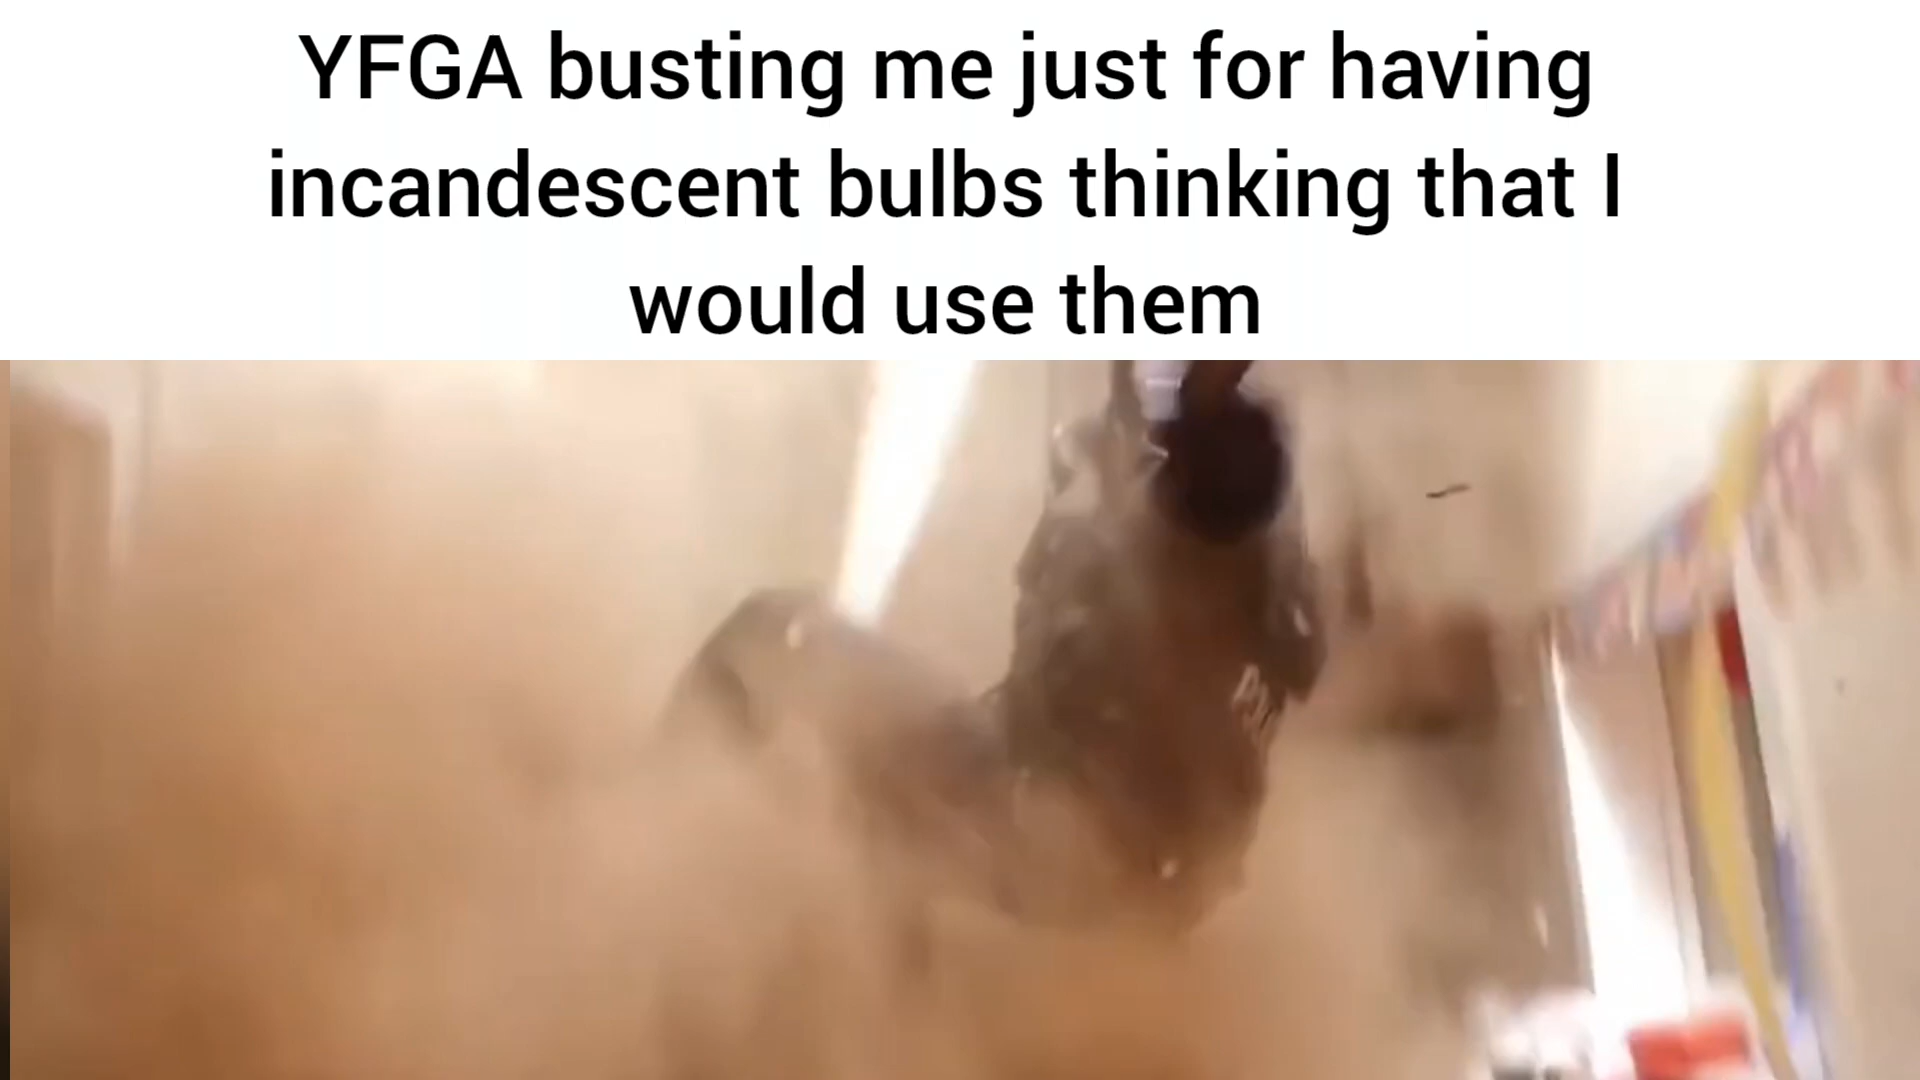 YFGA busting me just for having
incandescent bulbs thinking that I
would use them